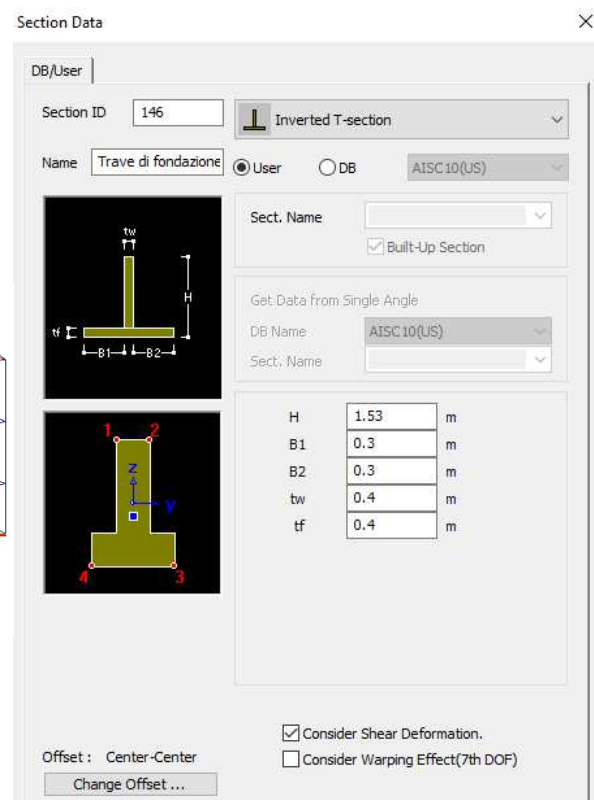 Section Data
DB/User
Section ID 146 Inverted T-section
Name Trave di fondazione User DB AISC10(US)
Sect. Name
Built-Up Section
Get Data from Single Angle
DB Name AISC10(US)
Sect. Name
tw
H
tf
B1 B2
H 1.53 m
B1 0.3 m
B2 0.3 m
tw 0.4 m
tf 0.4 m
1 2
z
y
4 3
Consider Shear Deformation.
Offset : Center-Center Consider Warping Effect(7th DOF)
Change Offset ...